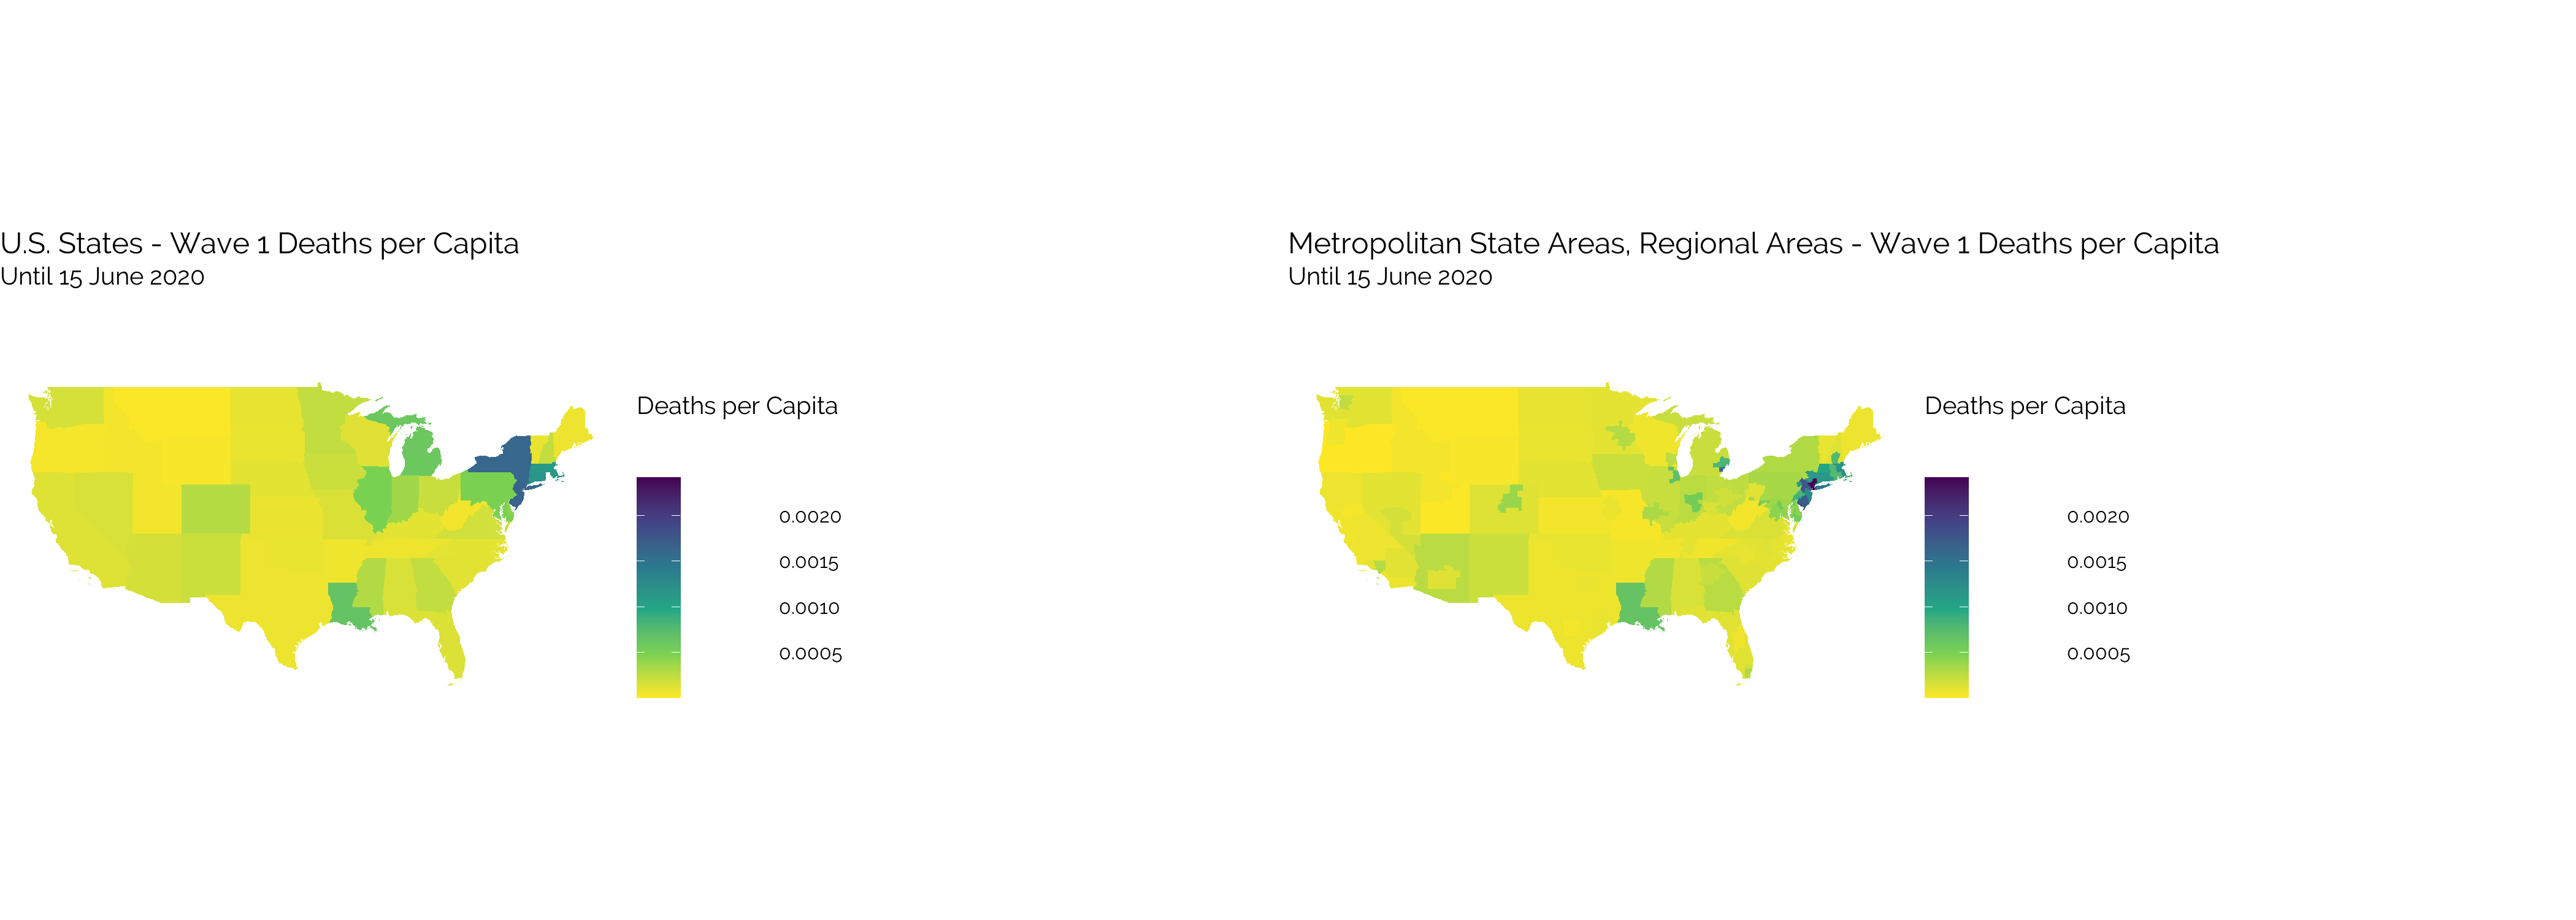 U.S. States - Wave 1 Deaths per Capita
Until 15 June 2020
Deaths per Capita
0.0020
0.0015
0.0010
0.0005
Metropolitan State Areas, Regional Areas - Wave 1 Deaths per Capita
Until 15 June 2020
Deaths per Capita
0.0020
0.0015
0.0010
0.0005